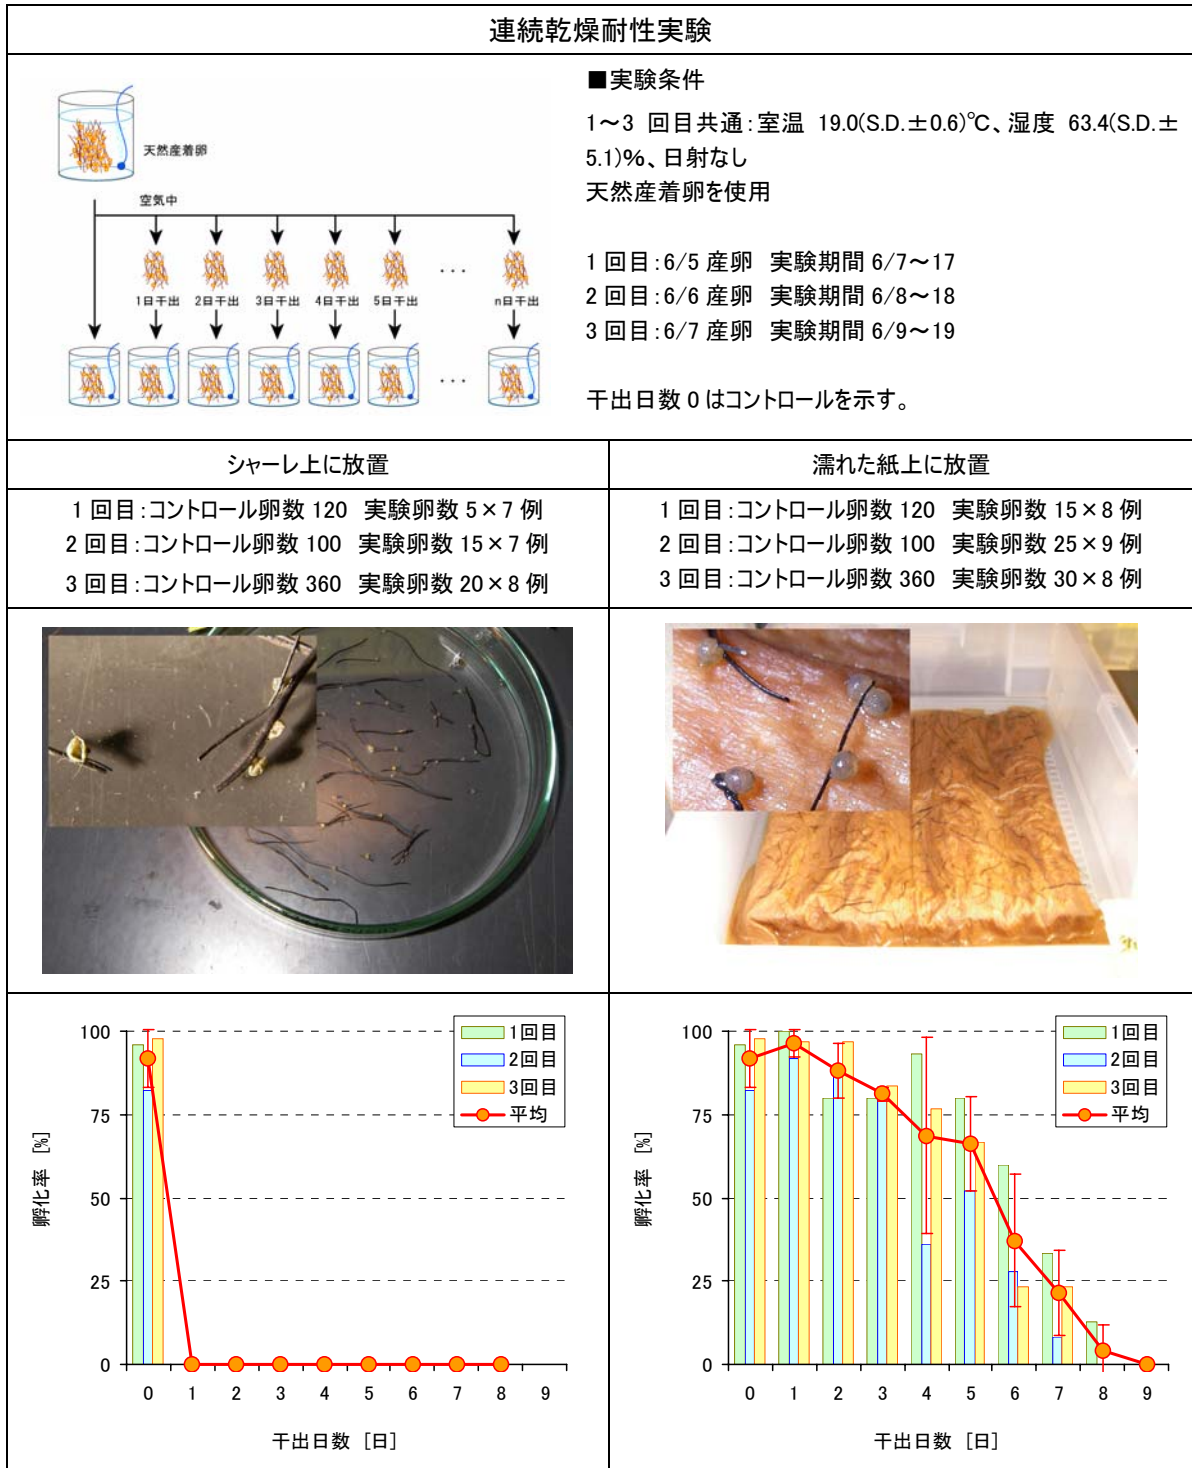 連続乾燥耐性実験
天然産着卵
空気中
1日干出 2日干出 3日干出 4日干出 5日干出 ・・・ n日干出
・・・
■実験条件
1～3 回目共通：室温 19.0(S.D.±0.6)℃、湿度 63.4(S.D.±
5.1)%、日射なし
天然産着卵を使用
1 回目：6/5 産卵 実験期間 6/7～17
2 回目：6/6 産卵 実験期間 6/8～18
3 回目：6/7 産卵 実験期間 6/9～19
干出日数 0 はコントロールを示す。
シャーレ上に放置
1 回目：コントロール卵数 120 実験卵数 5×7 例
2 回目：コントロール卵数 100 実験卵数 15×7 例
3 回目：コントロール卵数 360 実験卵数 20×8 例
濡れた紙上に放置
1 回目：コントロール卵数 120 実験卵数 15×8 例
2 回目：コントロール卵数 100 実験卵数 25×9 例
3 回目：コントロール卵数 360 実験卵数 30×8 例
孵化率 [%]
100
75
50
25
0
1回目
2回目
3回目
平均
0 1 2 3 4 5 6 7 8 9
干出日数 [日]
孵化率 [%]
100
75
50
25
0
1回目
2回目
3回目
平均
0 1 2 3 4 5 6 7 8 9
干出日数 [日]